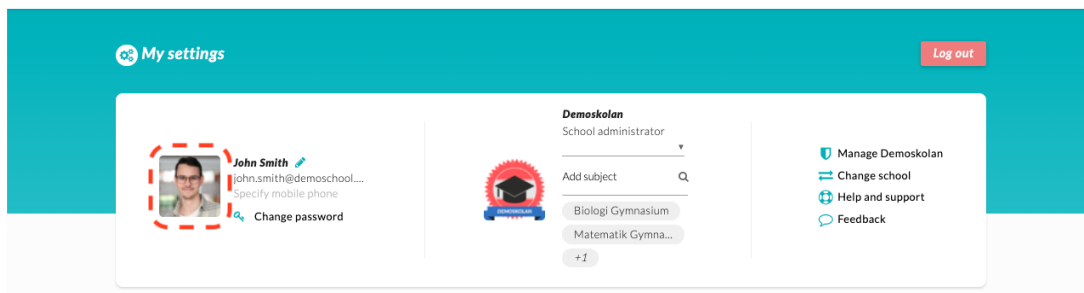 My settings
Log out
John Smith
john.smith@demoschool....
Specify mobile phone
Change password
DEMOSKOLAN
Demoskolan
School administrator
Add subject
Biologi Gymnasium
Matematik Gymna...
+1
Manage Demoskolan
Change school
Help and support
Feedback